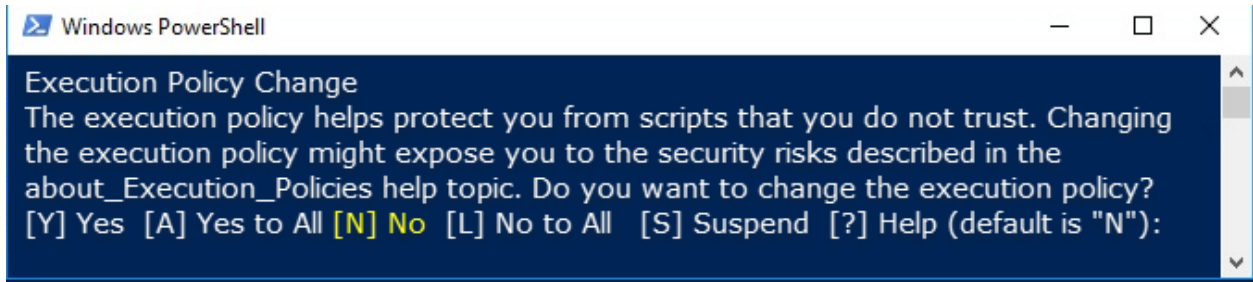 Windows PowerShell
Execution Policy Change
The execution policy helps protect you from scripts that you do not trust. Changing
the execution policy might expose you to the security risks described in the
about_Execution_Policies help topic. Do you want to change the execution policy?
[Y] Yes [A] Yes to All [N] No [L] No to All [S] Suspend [?] Help (default is "N"):